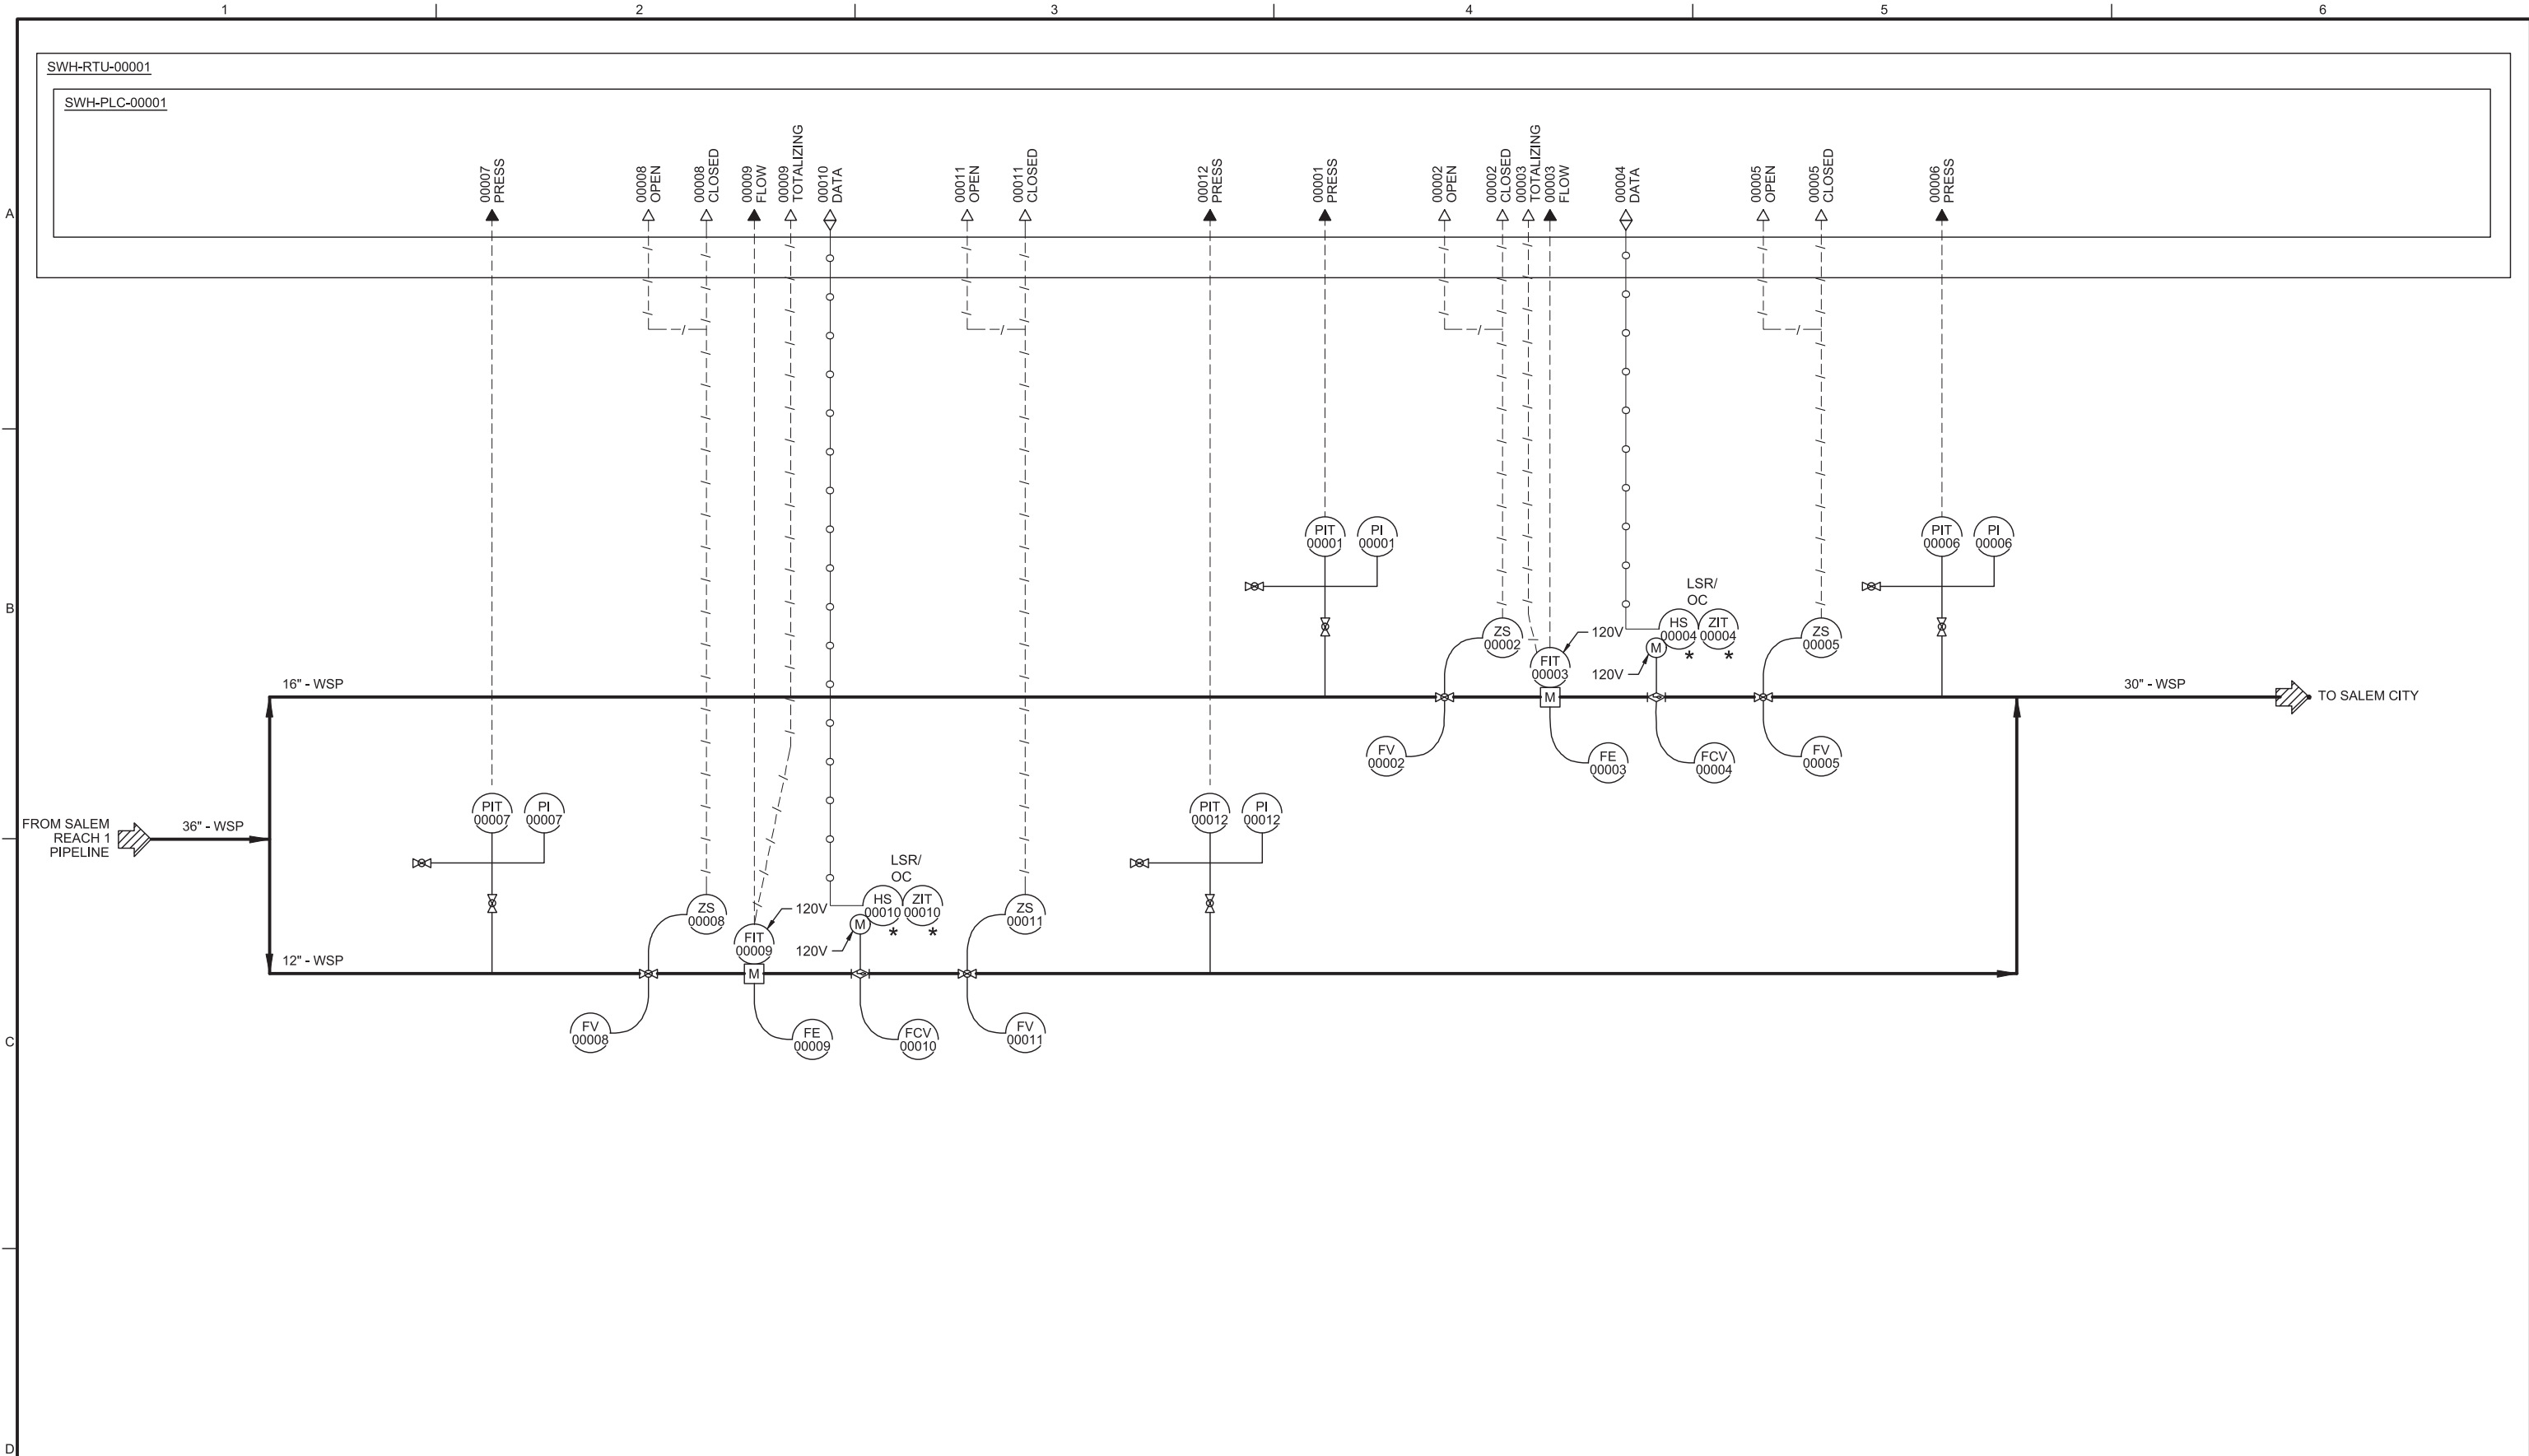 1
2
3
4
5
6
SWH-RTU-00001
SWH-PLC-00001
00007
PRESS
00008
OPEN
00008
CLOSED
00009
FLOW
00009
TOTALIZING
00010
DATA
00011
OPEN
00011
CLOSED
00012
PRESS
00001
PRESS
00002
OPEN
00002
CLOSED
00003
TOTALIZING
00003
FLOW
00004
DATA
00005
OPEN
00005
CLOSED
00006
PRESS
A
PIT
00001
PI
00001
PIT
00006
PI
00006
B
LSR/
OC
ZS
00002
120V
HS
00004
*
ZIT
00004
*
ZS
00005
M
FIT
00003
120V
16" - WSP
M
30" - WSP
TO SALEM CITY
FV
00002
FE
00003
FCV
00004
FV
00005
PIT
00007
PI
00007
PIT
00012
PI
00012
FROM SALEM
REACH 1
PIPELINE
36" - WSP
LSR/
OC
ZS
00008
120V
HS
00010
*
ZIT
00010
*
ZS
00011
M
FIT
00009
120V
12" - WSP
M
FV
00008
FE
00009
FCV
00010
FV
00011
C
D